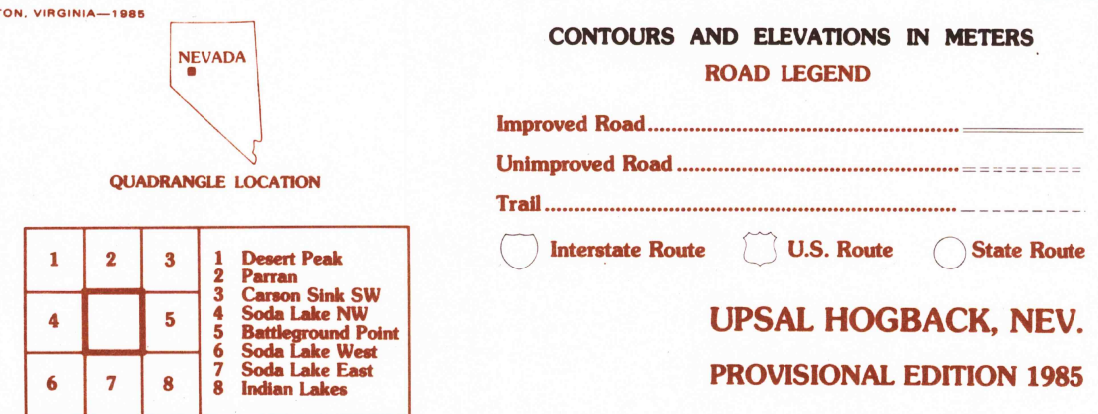 TON, VIRGINIA—1985
NEVADA
QUADRANGLE LOCATION
1 2 3
4 5
6 7 8
1 Desert Peak
2 Parran
3 Carson Sink SW
4 Soda Lake NW
5 Battleground Point
6 Soda Lake West
7 Soda Lake East
8 Indian Lakes
CONTOURS AND ELEVATIONS IN METERS
ROAD LEGEND
Improved Road
Unimproved Road
Trail
Interstate Route U.S. Route State Route
UPSAL HOGBACK, NEV.
PROVISIONAL EDITION 1985